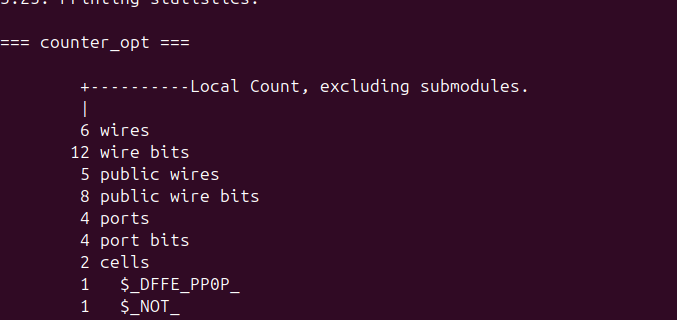 === counter_opt ===
+----------Local Count, excluding submodules.
|
6 wires
12 wire bits
5 public wires
8 public wire bits
4 ports
4 port bits
2 cells
1   $_DFFE_PP0P_
1   $_NOT_